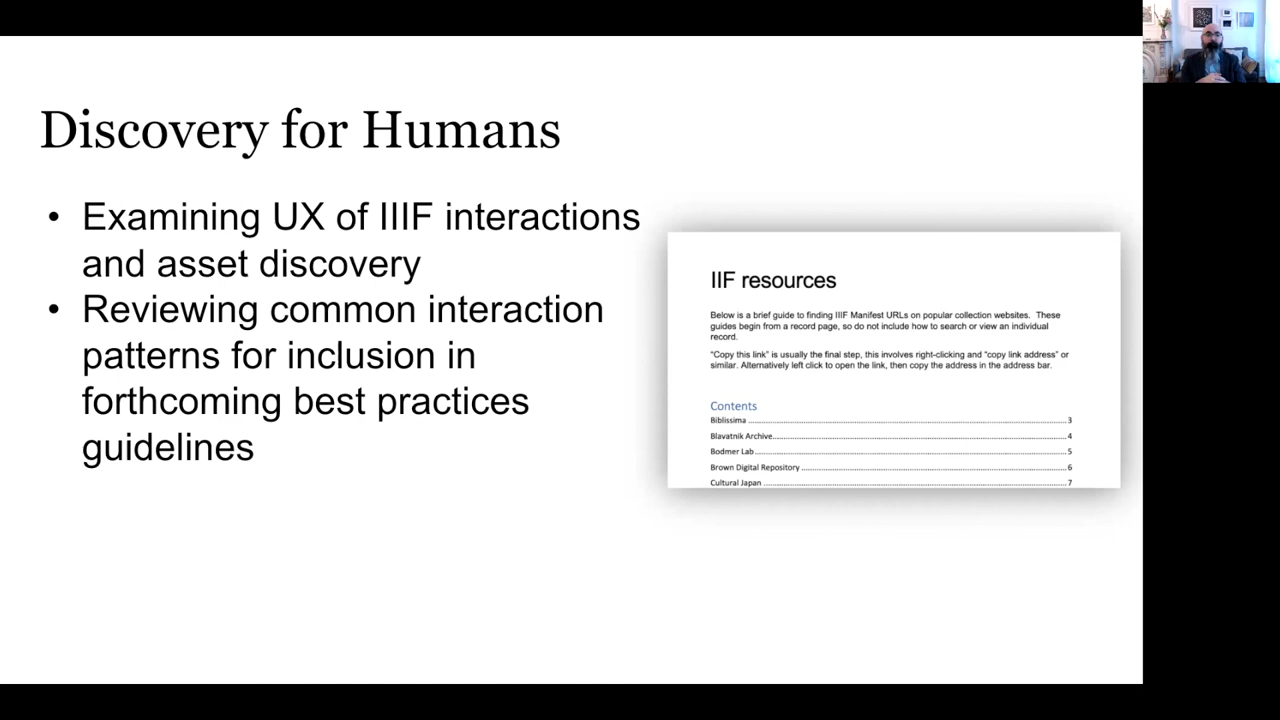 Discovery for Humans
• Examining UX of IIIF interactions
and asset discovery
• Reviewing common interaction
patterns for inclusion in
forthcoming best practices
guidelines
IIF resources
Below is a brief guide to finding IIIF Manifest URLs on popular collection websites. These
guides begin from a record page, so do not include how to search or view an individual
record.
"Copy this link" is usually the final step, this involves right-clicking and "copy link address" or
similar. Alternatively left click to open the link, then copy the address in the address bar.
Contents
Biblissima ........................................................................................................ 3
Blavatnik Archive........................................................................................................ 4
Bodmer Lab ........................................................................................................ 5
Brown Digital Repository ........................................................................................................ 6
Cultural Japan ........................................................................................................ 7